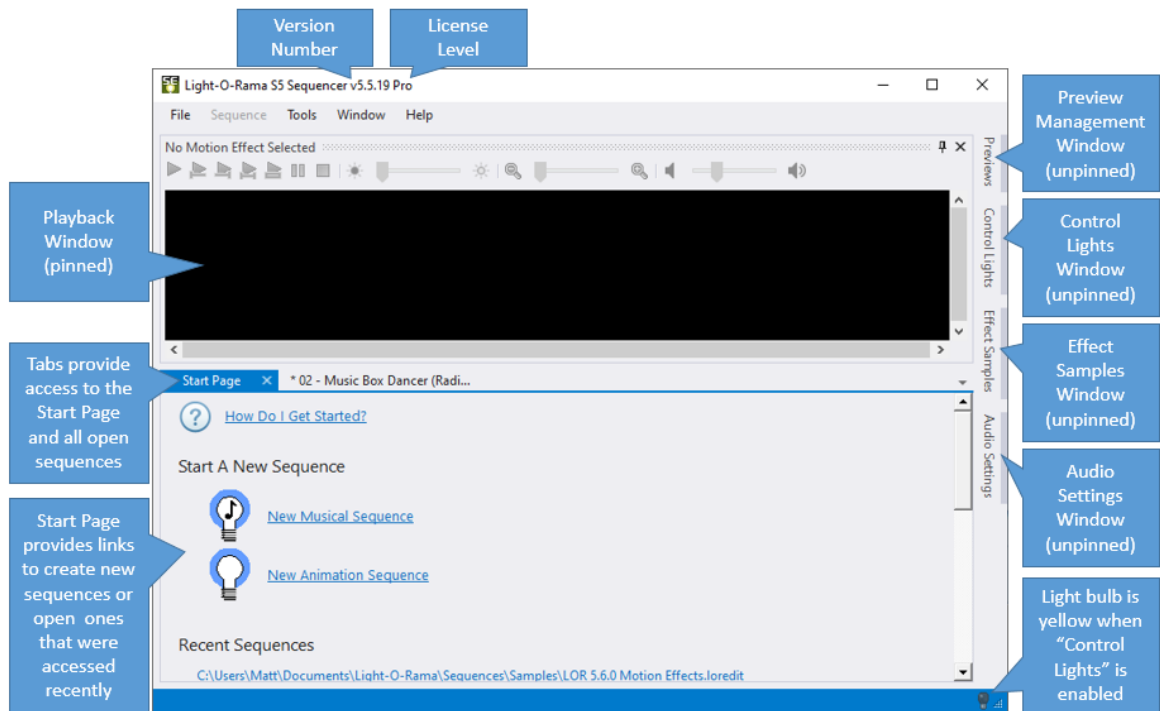 Version
Number
License
Level
Light-O-Rama S5 Sequencer v5.5.19 Pro
File Sequence Tools Window Help
No Motion Effect Selected
Previews
Control Lights
Effect Samples
Audio Settings
Preview
Management
Window
(unpinned)
Control
Lights
Window
(unpinned)
Effect
Samples
Window
(unpinned)
Audio
Settings
Window
(unpinned)
Light bulb is
yellow when
“Control
Lights” is
enabled
Playback
Window
(pinned)
Tabs provide
access to the
Start Page
and all open
sequences
Start Page
provides links
to create new
sequences or
open ones
that were
accessed
recently
Start Page * 02 - Music Box Dancer (Radi...
How Do I Get Started?
Start A New Sequence
New Musical Sequence
New Animation Sequence
Recent Sequences
C:\Users\Matt\Documents\Light-O-Rama\Sequences\Samples\LOR 5.6.0 Motion Effects.loredit